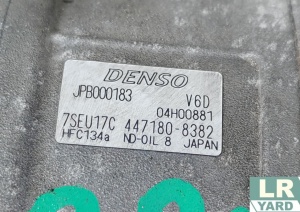 DENSO
JPB000183 V6D
04H00881
7SEU17C 447180-8382
HFC134a ND-OIL 8 JAPAN
LR
YARD